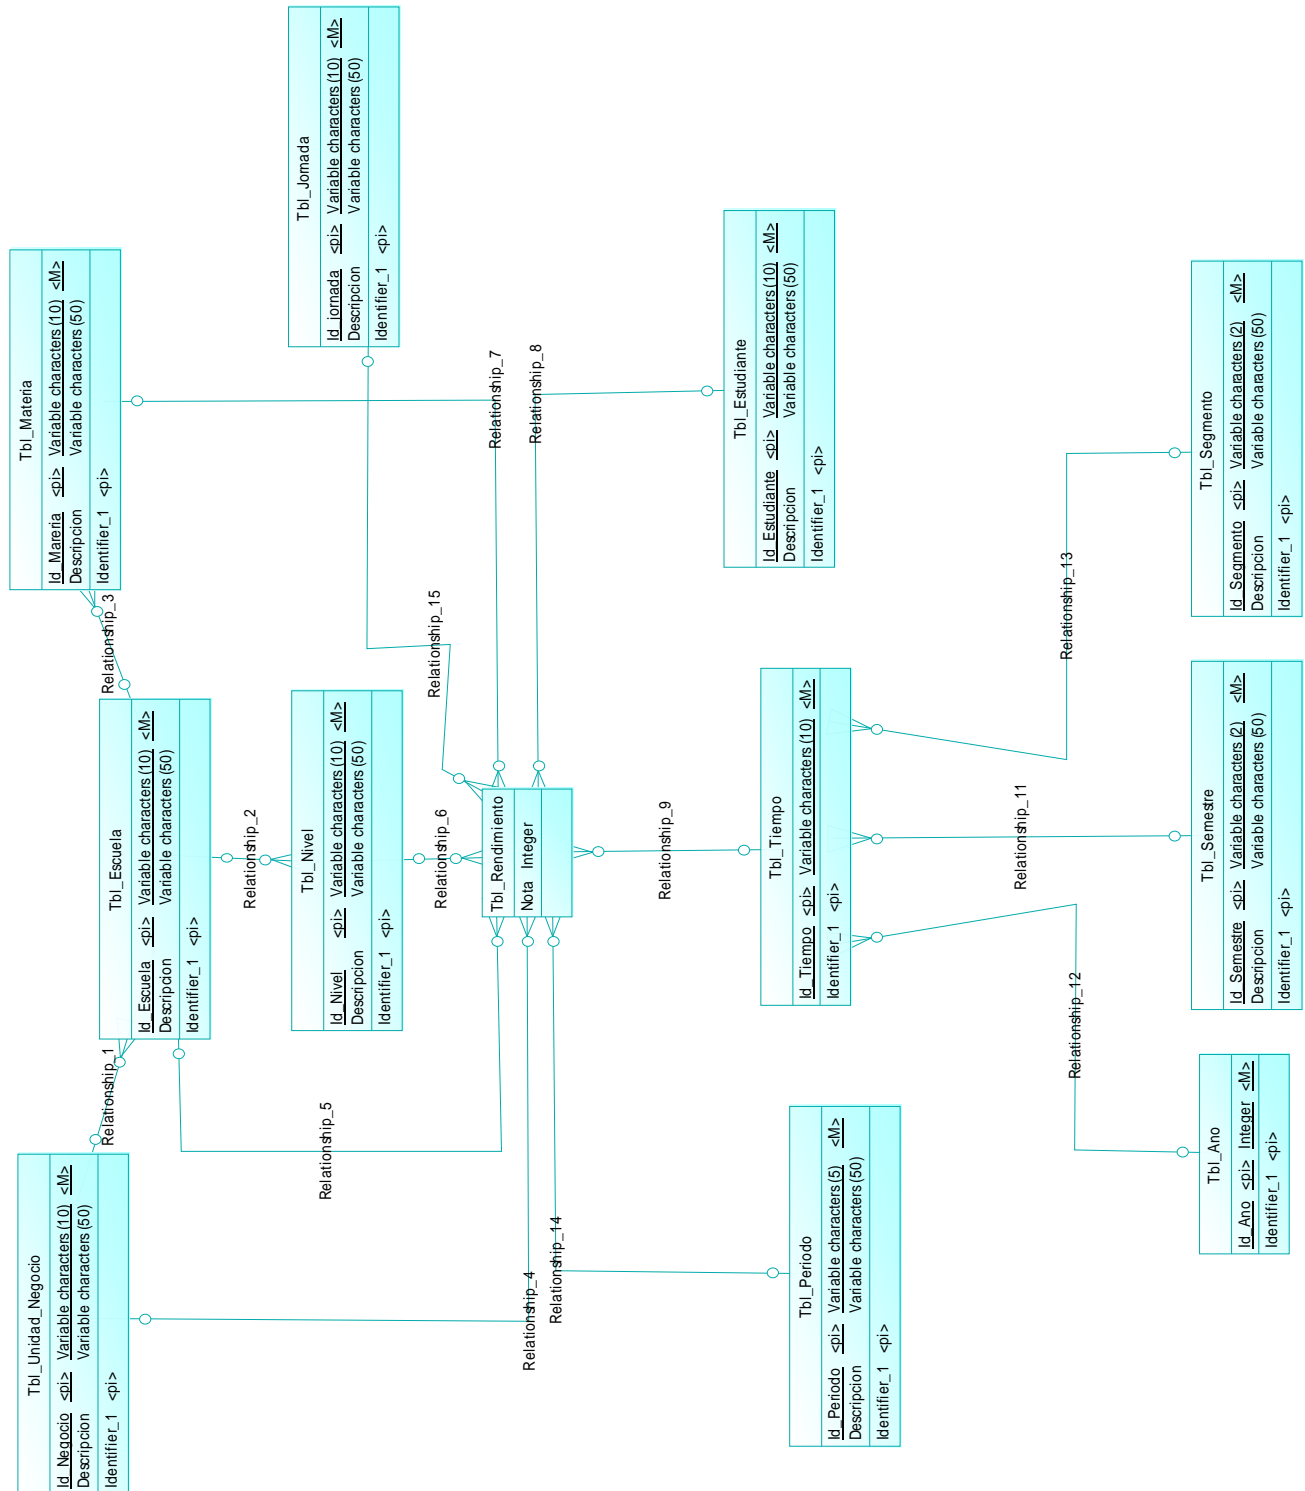 Tbl_Unidad_Negocio
Id_Negocio <pi> Variable characters (10) <M>
Descripcion Variable characters (50)
Identifier_1 <pi>
Relationship_1
Tbl_Escuela
Id_Escuela <pi> Variable characters (10) <M>
Descripcion Variable characters (50)
Identifier_1 <pi>
Relationship_3
Tbl_Materia
Id_Mareria <pi> Variable characters (10) <M>
Descripcion Variable characters (50)
Identifier_1 <pi>
Relationship_2
Tbl_Nivel
Id_Nivel <pi> Variable characters (10) <M>
Descripcion Variable characters (50)
Identifier_1 <pi>
Tbl_Jornada
Id_jornada <pi> Variable characters (10) <M>
Descripcion Variable characters (50)
Identifier_1 <pi>
Relationship_5
Relationship_6
Relationship_15
Relationship_4
Relationship_14
Tbl_Rendimiento
Nota Integer
Relationship_7
Relationship_8
Relationship_9
Tbl_Periodo
Id_Periodo <pi> Variable characters (5) <M>
Descripcion Variable characters (50)
Identifier_1 <pi>
Tbl_Tiempo
Id_Tiempo <pi> Variable characters (10) <M>
Identifier_1 <pi>
Tbl_Estudiante
Id_Estudiante <pi> Variable characters (10) <M>
Descripcion Variable characters (50)
Identifier_1 <pi>
Relationship_12
Relationship_11
Relationship_13
Tbl_Ano
Id_Ano <pi> Integer <M>
Identifier_1 <pi>
Tbl_Semestre
Id_Semestre <pi> Variable characters (2) <M>
Descripcion Variable characters (50)
Identifier_1 <pi>
Tbl_Segmento
Id_Segmento <pi> Variable characters (2) <M>
Descripcion Variable characters (50)
Identifier_1 <pi>